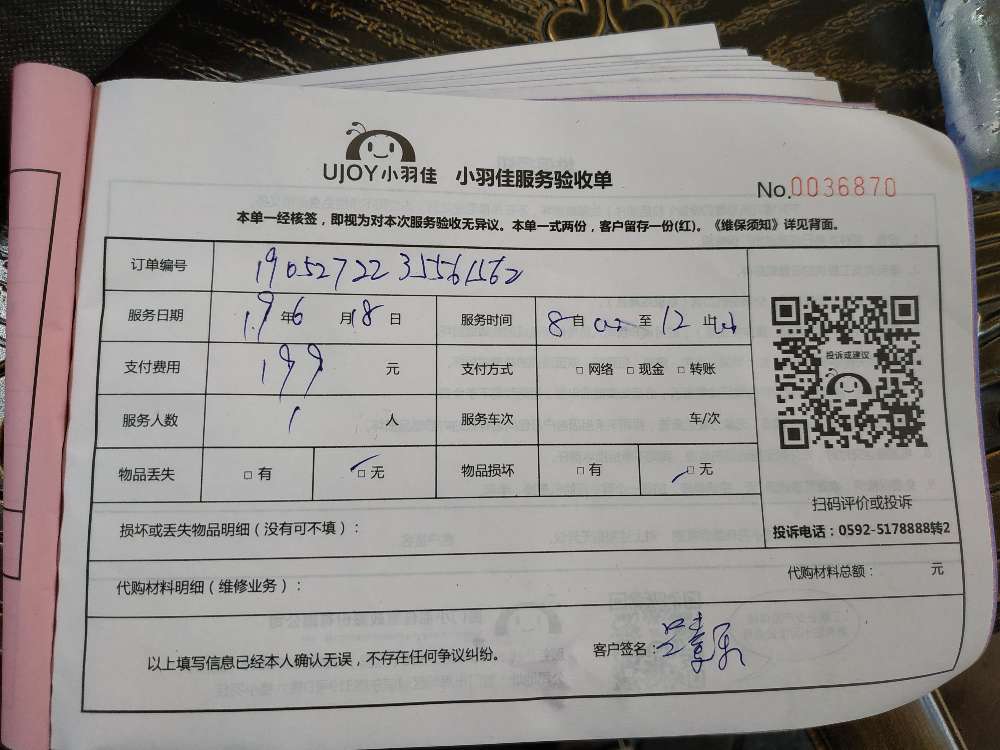 UJOY小羽佳 小羽佳服务验收单
No.0036870
本单一经核签，即视为对本次服务验收无异议。本单一式两份，客户留存一份(红)。《维保须知》详见背面。
订单编号 19052722315561562
服务日期 19年6月18日 服务时间 8自 至12止
支付费用 199 元 支付方式 □网络 □现金 □转账
服务人数 1 人 服务车次 车/次
物品丢失 □有 □无 物品损坏 □有 □无
投诉或建议
扫码评价或投诉
投诉电话：0592-5178888转2
损坏或丢失物品明细（没有可不填）：
代购材料明细（维修业务）： 代购材料总额： 元
以上填写信息已经本人确认无误，不存在任何争议纠纷。 客户签名：